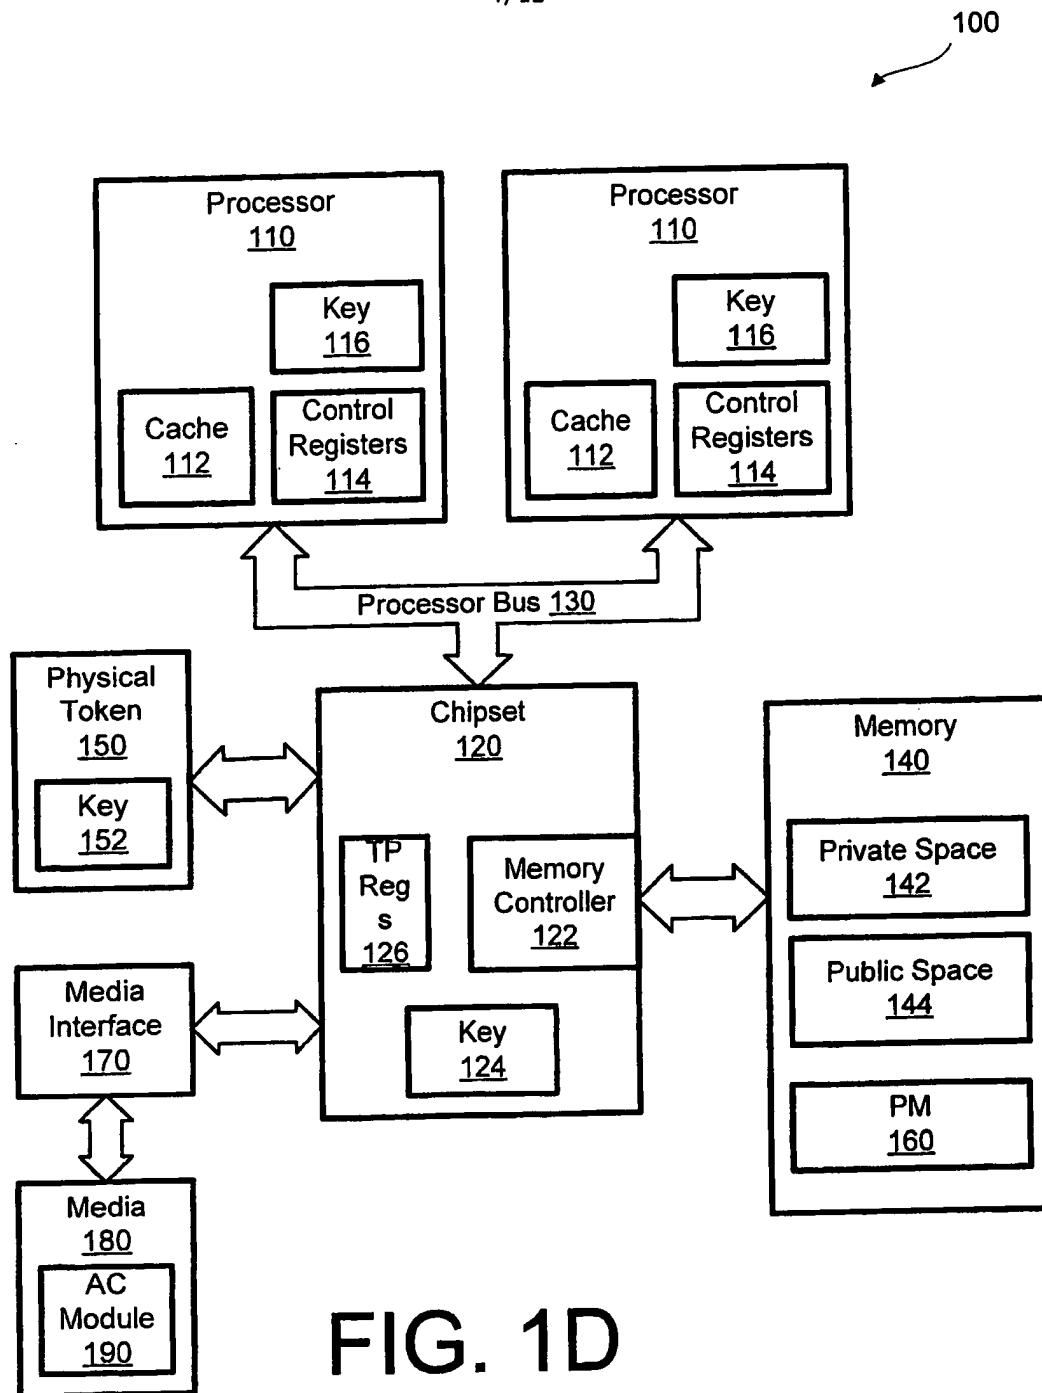 100
Processor
110
Key
116
Cache
112
Control
Registers
114
Processor
110
Key
116
Cache
112
Control
Registers
114
Processor Bus 130
Physical
Token
150
Key
152
Chipset
120
TP
Reg
s
126
Memory
Controller
122
Key
124
Memory
140
Private Space
142
Public Space
144
PM
160
Media
Interface
170
Media
180
AC
Module
190
FIG. 1D